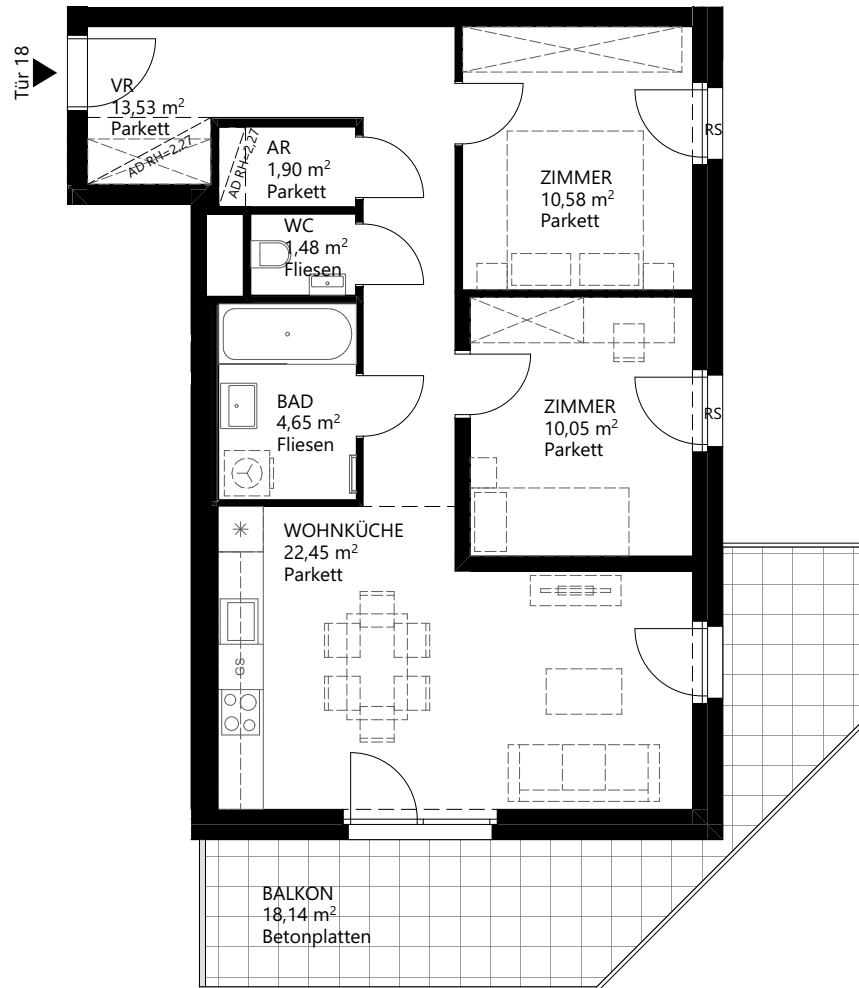 Tür 18
VR
13,53 m²
Parkett
AD RH=2,27
AR
1,90 m²
Parkett
AD RH=2,27
WC
1,48 m²
Fliesen
ZIMMER
10,58 m²
Parkett
RS
BAD
4,65 m²
Fliesen
ZIMMER
10,05 m²
Parkett
RS
WOHNKÜCHE
22,45 m²
Parkett
GS
BALKON
18,14 m²
Betonplatten